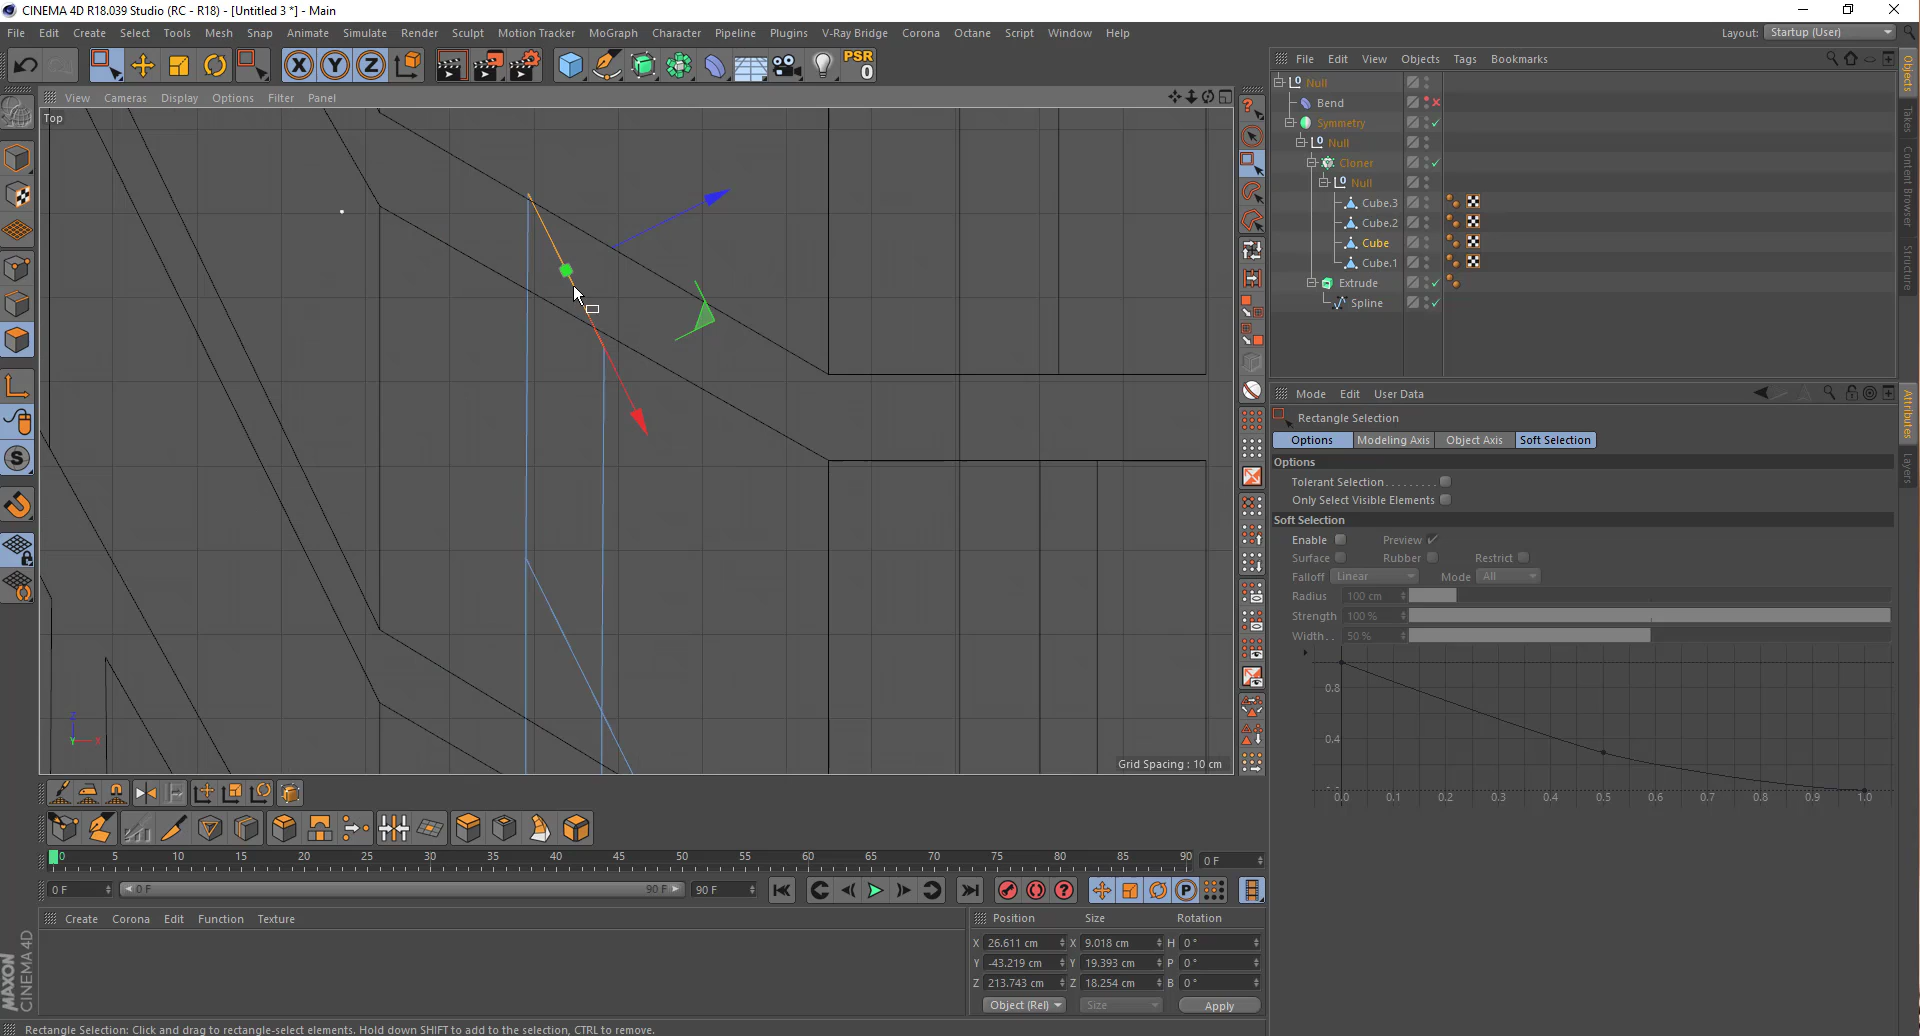 CINEMA 4D R18.039 Studio (RC - R18) - [Untitled 3 *] - Main
File Edit Create Select Tools Mesh Snap Animate Simulate Render Sculpt Motion Tracker MoGraph Character Pipeline Plugins V-Ray Bridge Corona Octane Script Window Help
Layout: Startup (User)
X Y Z PSR 0
File Edit View Objects Tags Bookmarks
View Cameras Display Options Filter Panel
Top
Null
Bend
Symmetry
Null
Cloner
Null
Cube.3
Cube.2
Cube
Cube.1
Extrude
Spline
Objects
Takes
Content Browser
Structure
Mode Edit User Data
Rectangle Selection
Options Modeling Axis Object Axis Soft Selection
Options
Tolerant Selection
Only Select Visible Elements
Soft Selection
Enable Preview
Surface Rubber Restrict
Falloff Linear Mode All
Radius 100 cm
Strength 100 %
Width.. 50 %
0.8
0.4
0.0 0.1 0.2 0.3 0.4 0.5 0.6 0.7 0.8 0.9 1.0
Attributes
Layers
Z
Y X
Grid Spacing : 10 cm
0 5 10 15 20 25 30 35 40 45 50 55 60 65 70 75 80 85 90 0 F
0 F 0 F 90 F 90 F
Create Corona Edit Function Texture
Position Size Rotation
X 26.611 cm X 9.018 cm H 0 °
Y -43.219 cm Y 19.393 cm P 0 °
Z 213.743 cm Z 18.254 cm B 0 °
Object (Rel) Size Apply
MAXON
CINEMA 4D
Rectangle Selection: Click and drag to rectangle-select elements. Hold down SHIFT to add to the selection, CTRL to remove.